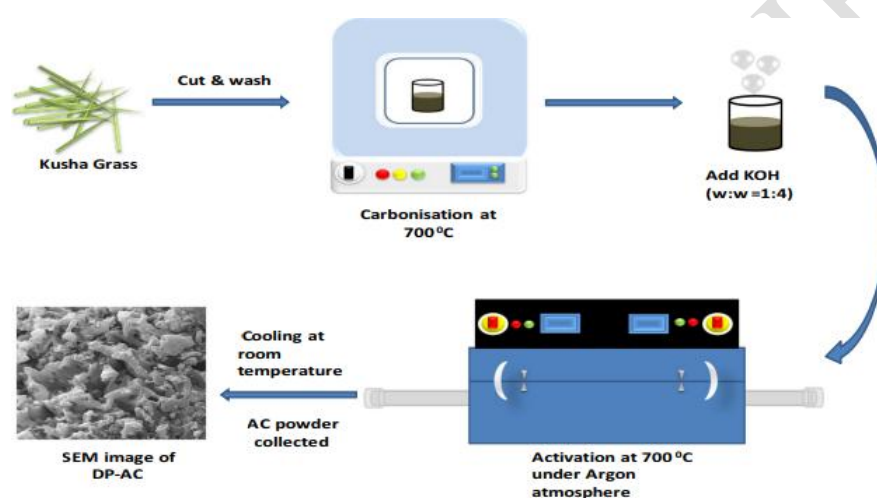 Cut & wash
Kusha Grass
Carbonisation at
700⁰C
Add KOH
(w:w=1:4)
Cooling at
room
temperature
AC powder
collected
SEM image of
DP-AC
Activation at 700⁰C
under Argon
atmosphere